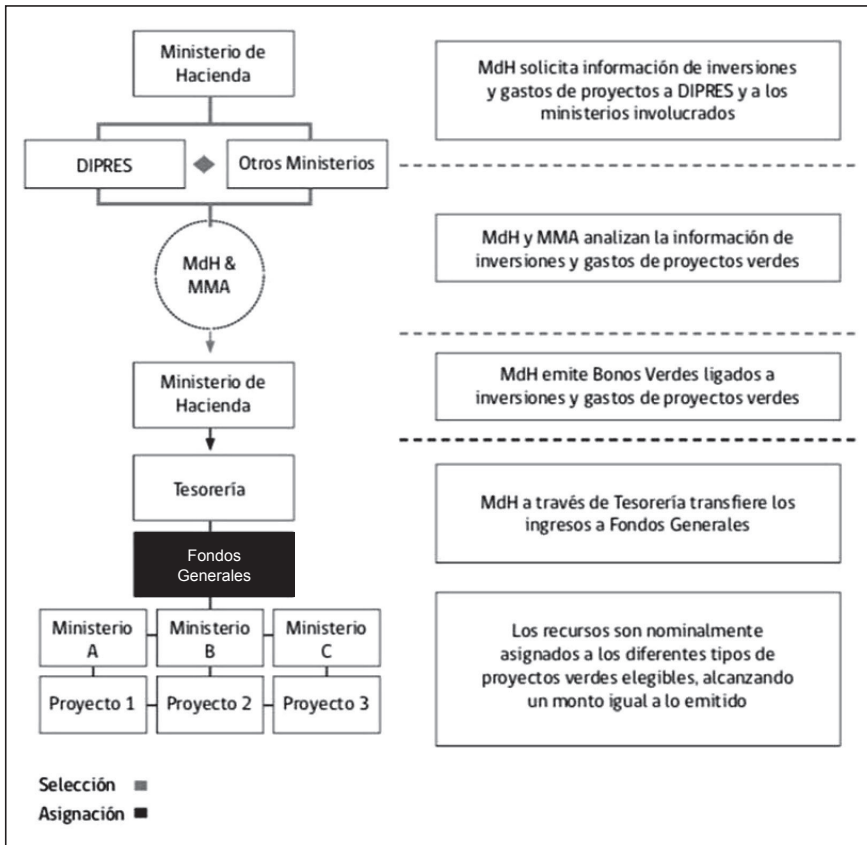 Ministerio de
Hacienda
MdH solicita información de inversiones
y gastos de proyectos a DIPRES y a los
ministerios involucrados
DIPRES
Otros Ministerios
MdH &
MMA
MdH y MMA analizan la información de
inversiones y gastos de proyectos verdes
Ministerio de
Hacienda
MdH emite Bonos Verdes ligados a
inversiones y gastos de proyectos verdes
Tesorería
MdH a través de Tesorería transfiere los
ingresos a Fondos Generales
Fondos
Generales
Ministerio
A
Ministerio
B
Ministerio
C
Proyecto 1
Proyecto 2
Proyecto 3
Los recursos son nominalmente
asignados a los diferentes tipos de
proyectos verdes elegibles, alcanzando
un monto igual a lo emitido
Selección
Asignación